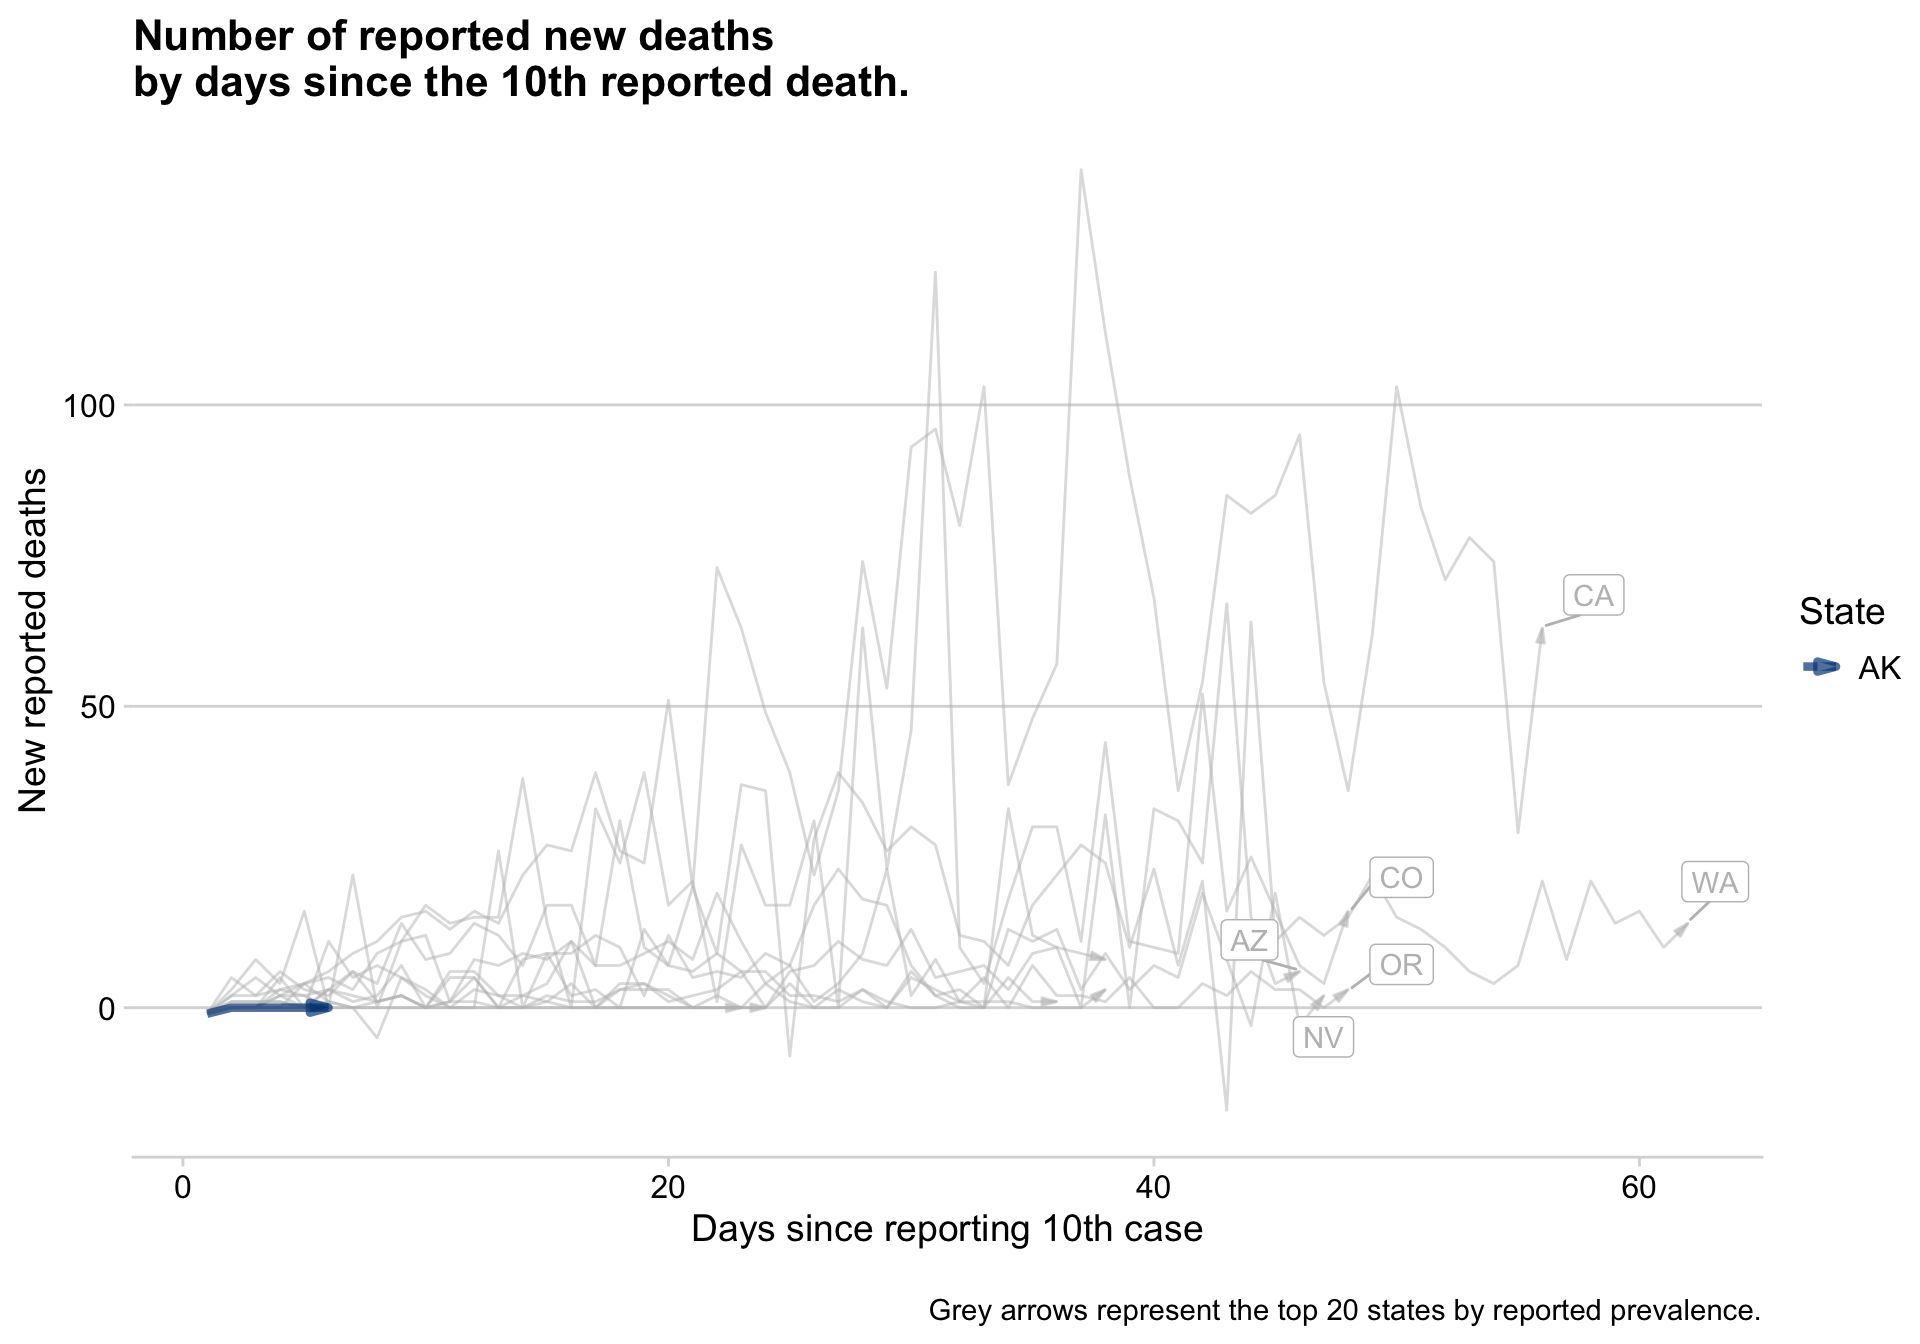 Number of reported new deaths
by days since the 10th reported death.
New reported deaths
100
50
0
CA
CO
WA
AZ
OR
NV
State
AK
0
20
40
60
Days since reporting 10th case
Grey arrows represent the top 20 states by reported prevalence.